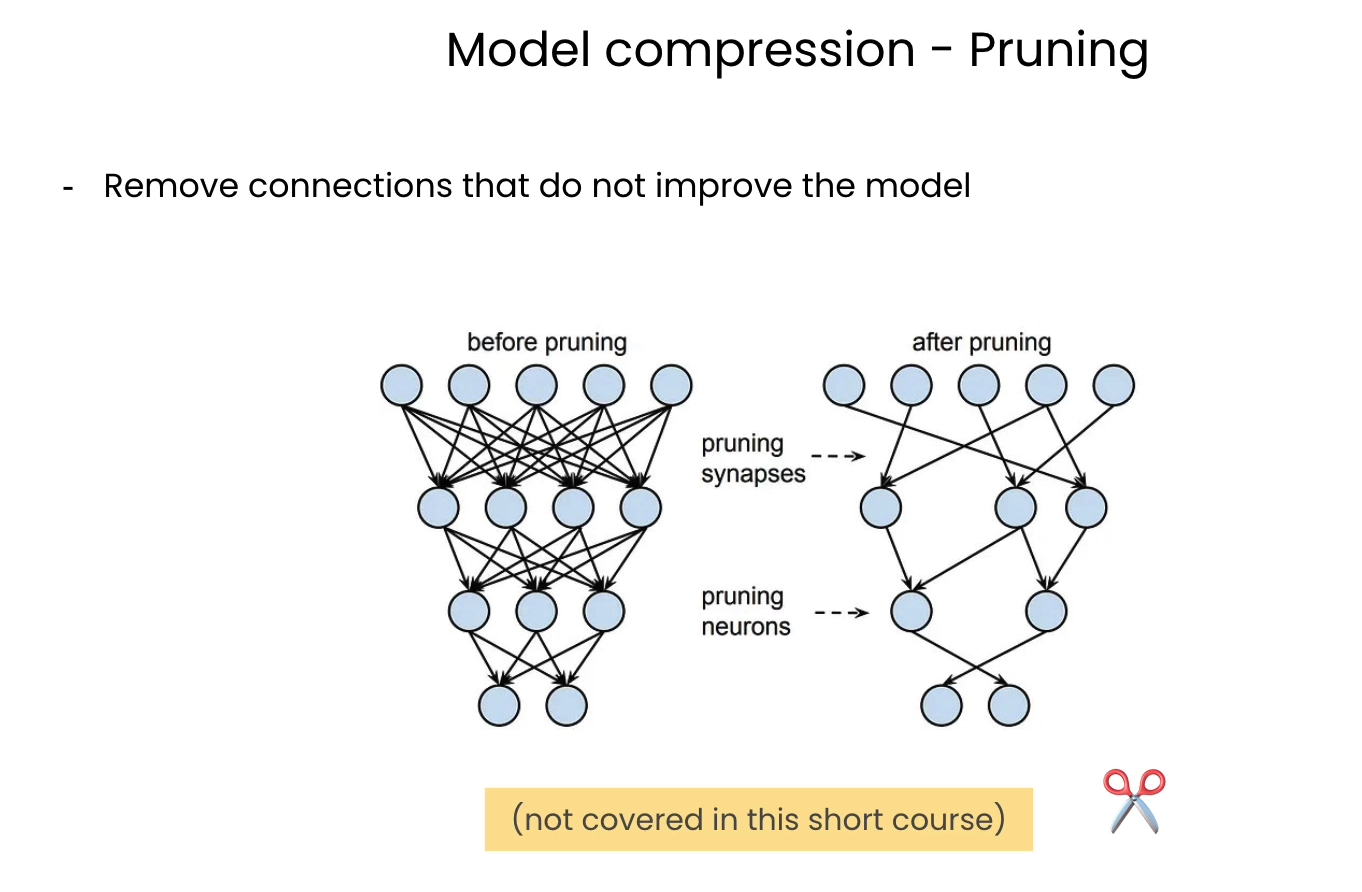 Model compression - Pruning
- Remove connections that do not improve the model
before pruning
after pruning
pruning
synapses
pruning
neurons
(not covered in this short course)